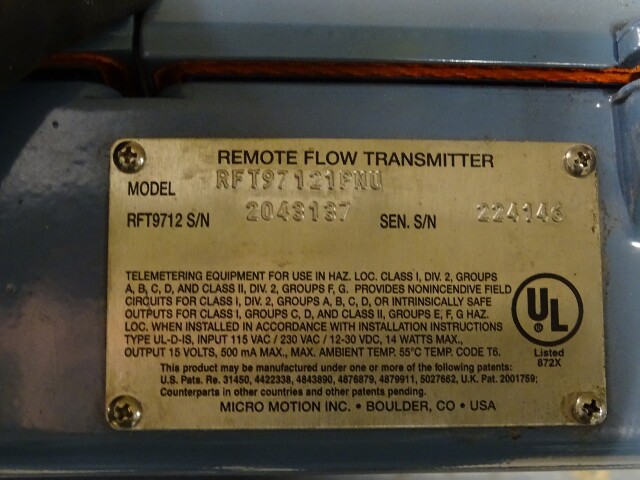 REMOTE FLOW TRANSMITTER
MODEL RFT97121PNU
RFT9712 S/N 2043137 SEN. S/N 224146
TELEMETERING EQUIPMENT FOR USE IN HAZ. LOC. CLASS I, DIV. 2, GROUPS
A, B, C, D, AND CLASS II, DIV. 2, GROUPS F, G. PROVIDES NONINCENDIVE FIELD
CIRCUITS FOR CLASS I, DIV. 2, GROUPS A, B, C, D, OR INTRINSICALLY SAFE
OUTPUTS FOR CLASS I, GROUPS C, D, AND CLASS II, GROUPS E, F, G HAZ.
LOC. WHEN INSTALLED IN ACCORDANCE WITH INSTALLATION INSTRUCTIONS
TYPE UL-D-IS, INPUT 115 VAC / 230 VAC / 12-30 VDC, 14 WATTS MAX.,
OUTPUT 15 VOLTS, 500 mA MAX., MAX. AMBIENT TEMP. 55°C TEMP. CODE T6.
UL
®
Listed
872X
This product may be manufactured under one or more of the following patents:
U.S. Pats. Re. 31450, 4422338, 4843890, 4876879, 4879911, 5027662, U.K. Pat. 2001759;
Counterparts in other countries and other patents pending.
MICRO MOTION INC. • BOULDER, CO • USA